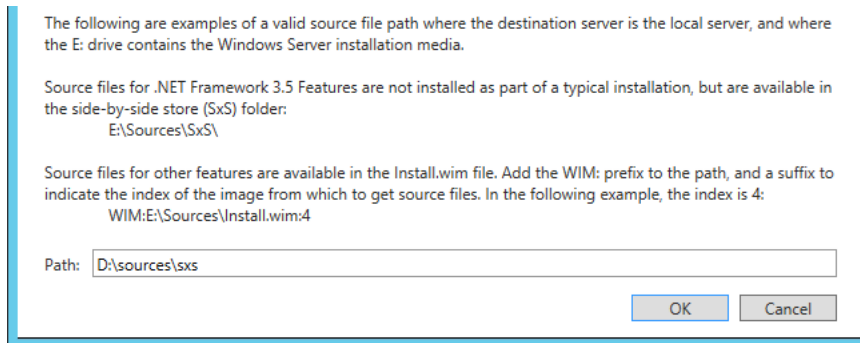 The following are examples of a valid source file path where the destination server is the local server, and where
the E: drive contains the Windows Server installation media.
Source files for .NET Framework 3.5 Features are not installed as part of a typical installation, but are available in
the side-by-side store (SxS) folder:
E:\Sources\SxS\
Source files for other features are available in the Install.wim file. Add the WIM: prefix to the path, and a suffix to
indicate the index of the image from which to get source files. In the following example, the index is 4:
WIM:E:\Sources\Install.wim:4
Path: D:\sources\sxs
OK Cancel